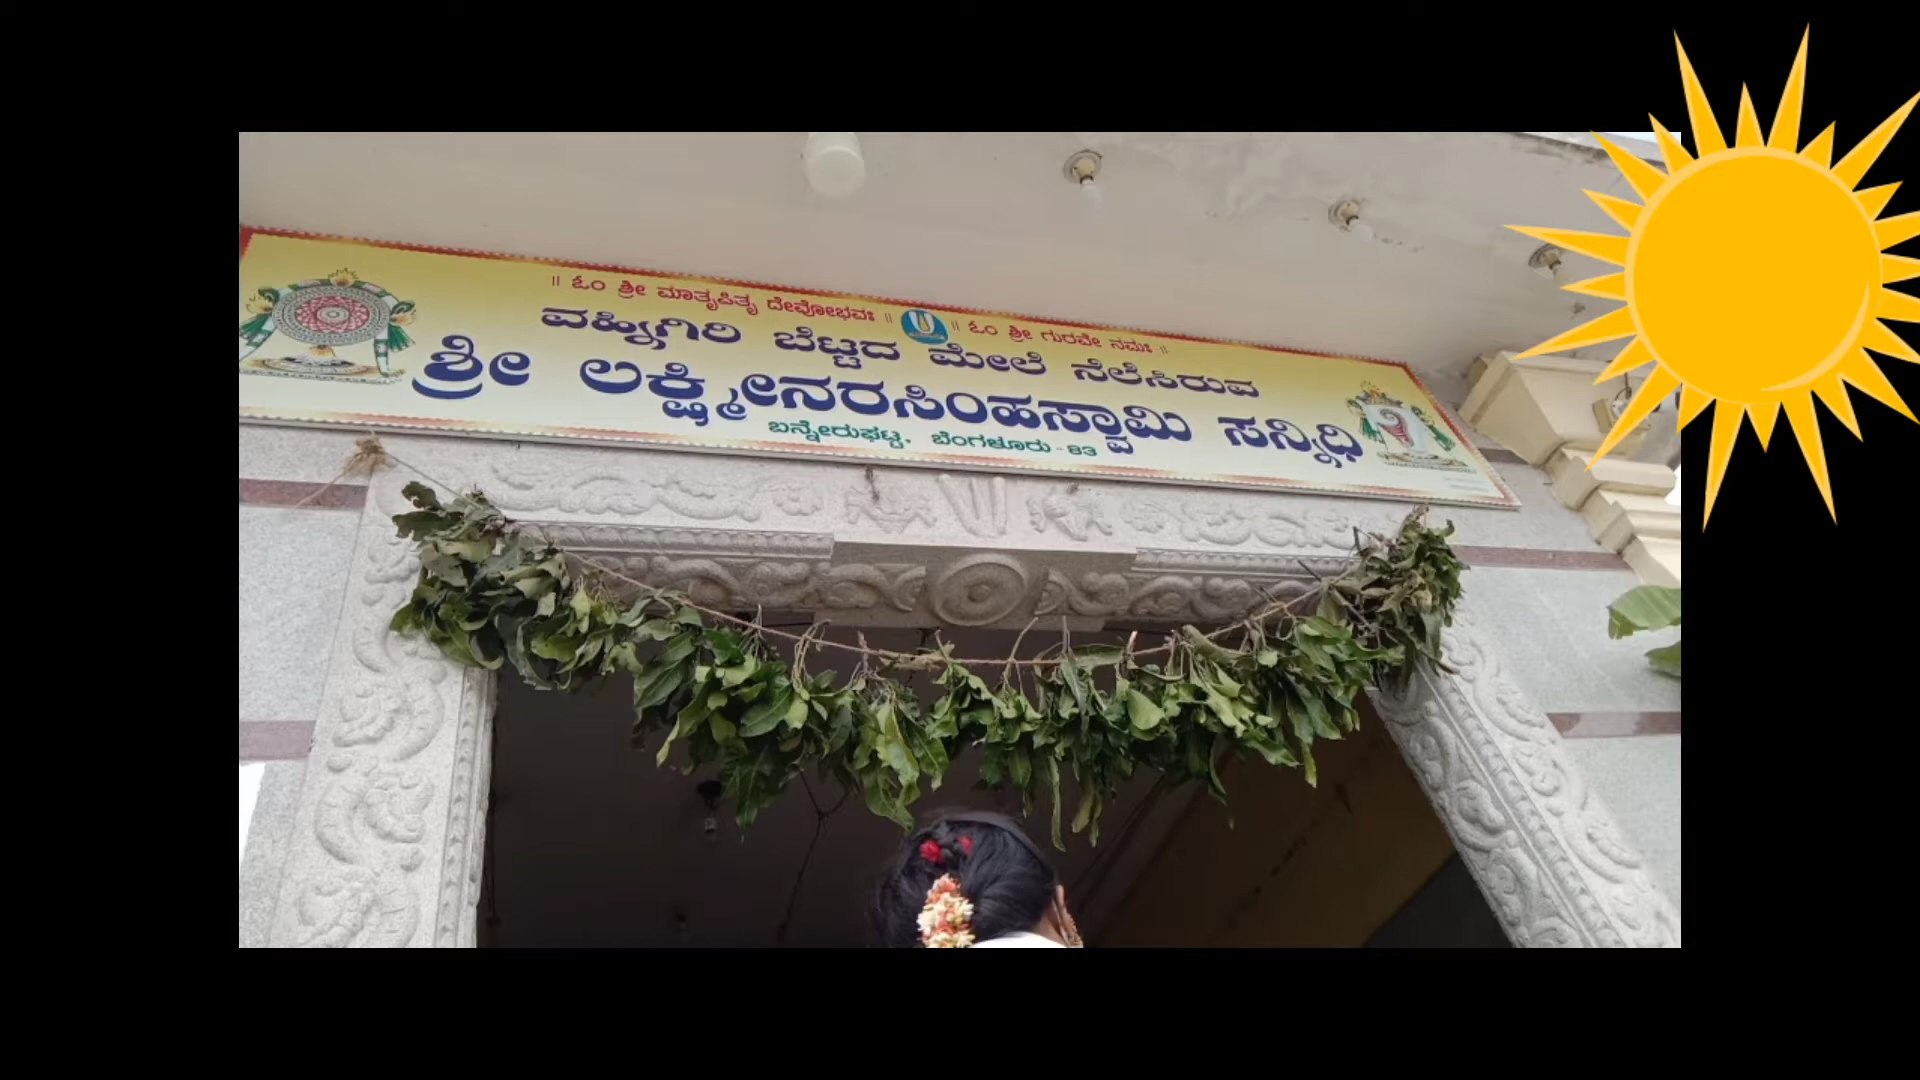 ॥ ಓಂ ಶ್ರೀ ಮಾತೃಪಿತೃ ದೇವೋಭವಃ ॥ ॥ ಓಂ ಶ್ರೀ ಗುರವೇ ನಮಃ ॥
ವಹ್ನಿಗಿರಿ ಬೆಟ್ಟದ ಮೇಲೆ ನೆಲೆಸಿರುವ
ಶ್ರೀ ಲಕ್ಷ್ಮೀನರಸಿಂಹಸ್ವಾಮಿ ಸನ್ನಿಧಿ
ಬನ್ನೇರುಘಟ್ಟ, ಬೆಂಗಳೂರು - 83